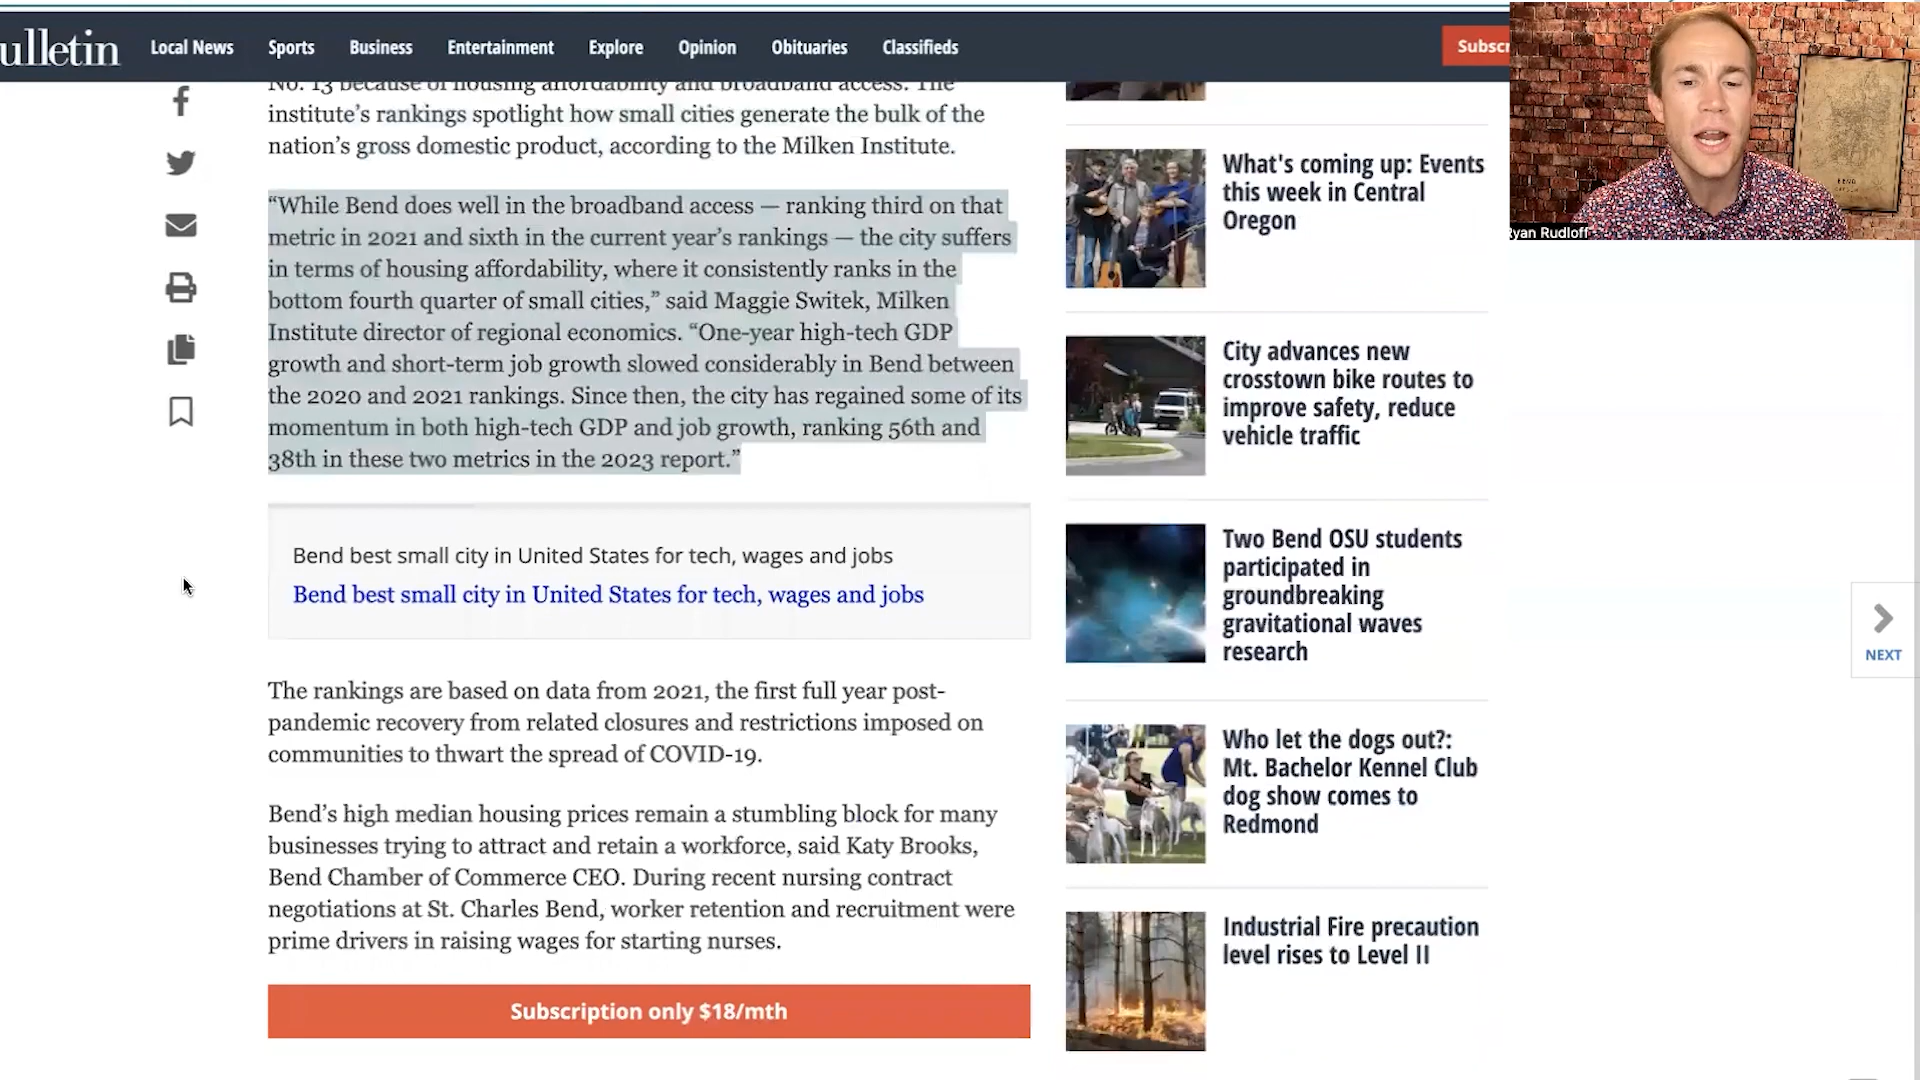 ulletin
Local News
Sports
Business
Entertainment
Explore
Opinion
Obituaries
Classifieds
Subscr
No. 13 because of housing affordability and broadband access. The
institute's rankings spotlight how small cities generate the bulk of the
nation's gross domestic product, according to the Milken Institute.
“While Bend does well in the broadband access — ranking third on that
metric in 2021 and sixth in the current year's rankings — the city suffers
in terms of housing affordability, where it consistently ranks in the
bottom fourth quarter of small cities,” said Maggie Switek, Milken
Institute director of regional economics. “One-year high-tech GDP
growth and short-term job growth slowed considerably in Bend between
the 2020 and 2021 rankings. Since then, the city has regained some of its
momentum in both high-tech GDP and job growth, ranking 56th and
38th in these two metrics in the 2023 report.”
Bend best small city in United States for tech, wages and jobs
Bend best small city in United States for tech, wages and jobs
The rankings are based on data from 2021, the first full year post-
pandemic recovery from related closures and restrictions imposed on
communities to thwart the spread of COVID-19.
Bend's high median housing prices remain a stumbling block for many
businesses trying to attract and retain a workforce, said Katy Brooks,
Bend Chamber of Commerce CEO. During recent nursing contract
negotiations at St. Charles Bend, worker retention and recruitment were
prime drivers in raising wages for starting nurses.
Subscription only $18/mth
What's coming up: Events
this week in Central
Oregon
City advances new
crosstown bike routes to
improve safety, reduce
vehicle traffic
Two Bend OSU students
participated in
groundbreaking
gravitational waves
research
Who let the dogs out?:
Mt. Bachelor Kennel Club
dog show comes to
Redmond
Industrial Fire precaution
level rises to Level II
NEXT
BEND
yan Rudloff